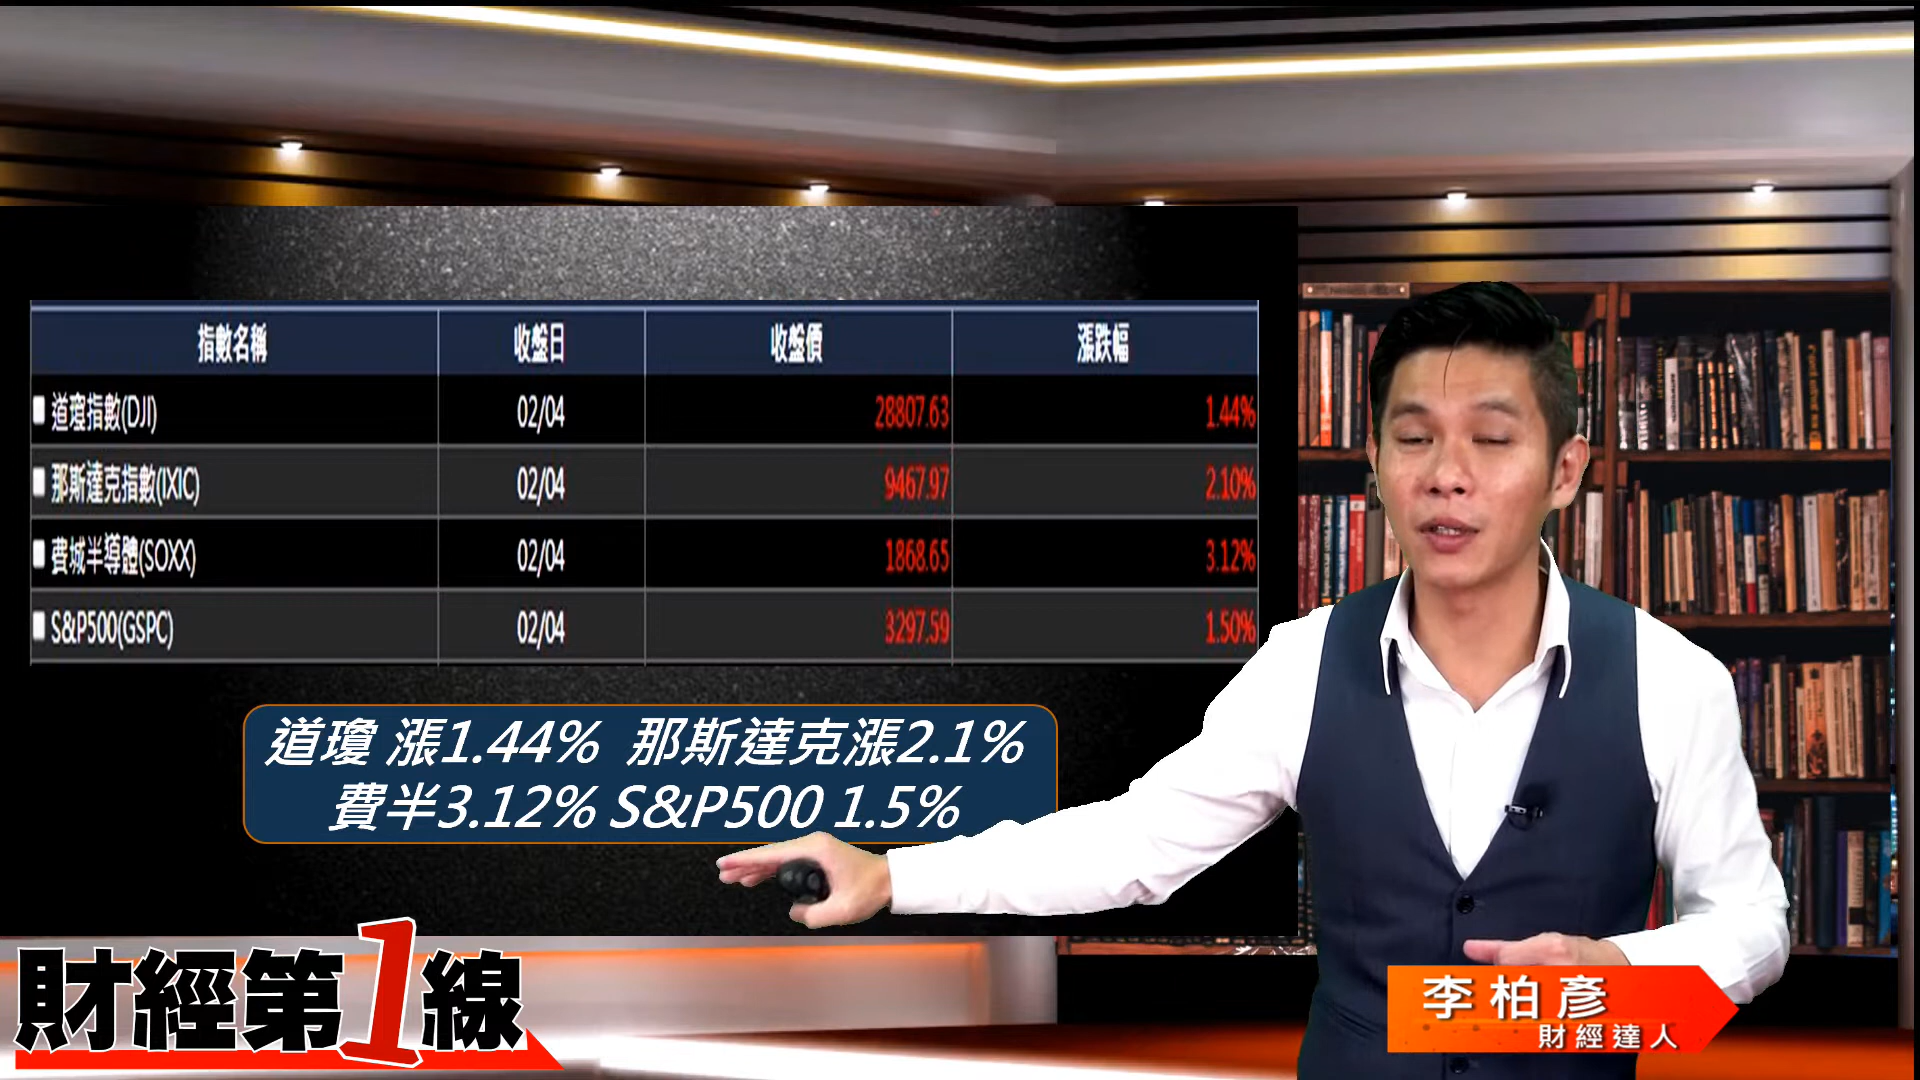 指數名稱 收盤日 收盤價 漲跌幅
道瓊指數(DJI) 02/04 28807.63 1.44%
那斯達克指數(IXIC) 02/04 9467.97 2.10%
費城半導體(SOXX) 02/04 1868.65 3.12%
S&P500(GSPC) 02/04 3297.59 1.50%
道瓊 漲1.44% 那斯達克漲2.1%
費半3.12% S&P500 1.5%
財經第1線
李柏彥
財經達人